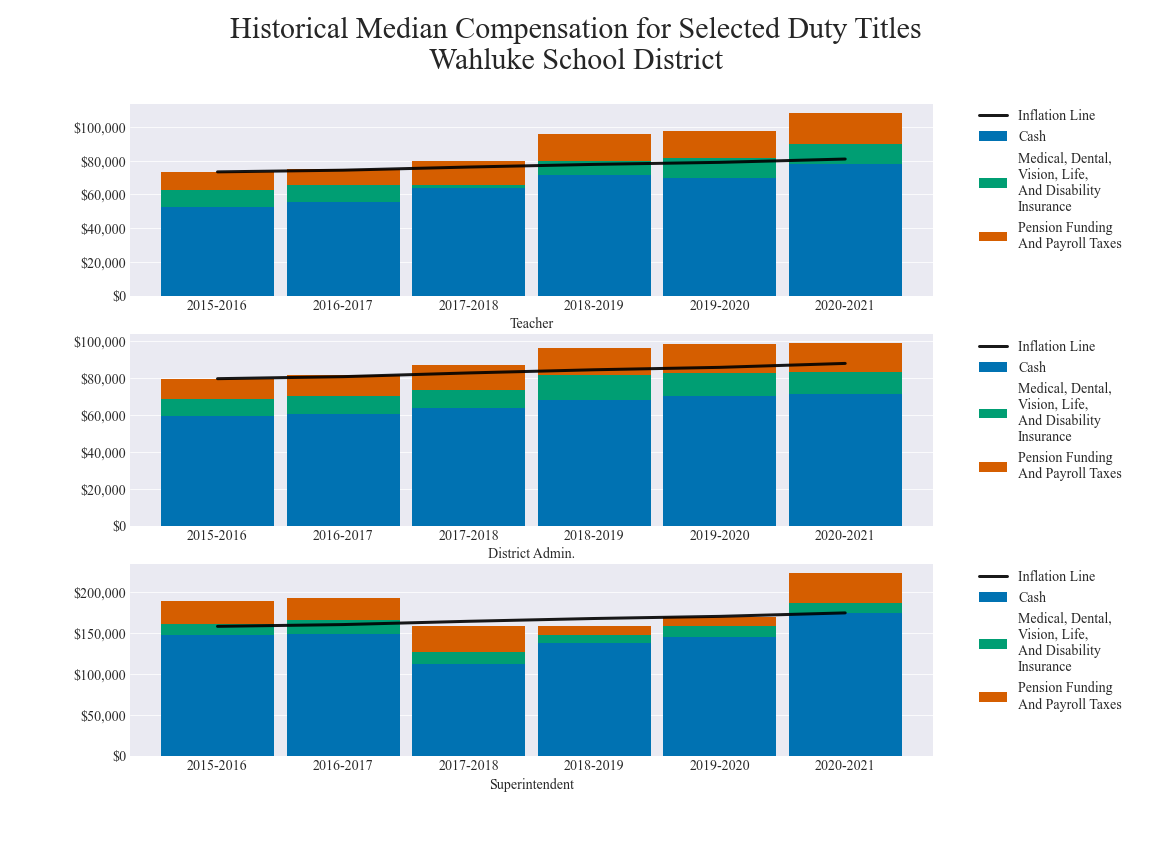 Historical Median Compensation for Selected Duty Titles
Wahluke School District
$100,000
$80,000
$60,000
$40,000
$20,000
$0
2015-2016 2016-2017 2017-2018 2018-2019 2019-2020 2020-2021
Teacher
Inflation Line
Cash
Medical, Dental,
Vision, Life,
And Disability
Insurance
Pension Funding
And Payroll Taxes
$100,000
$80,000
$60,000
$40,000
$20,000
$0
2015-2016 2016-2017 2017-2018 2018-2019 2019-2020 2020-2021
District Admin.
Inflation Line
Cash
Medical, Dental,
Vision, Life,
And Disability
Insurance
Pension Funding
And Payroll Taxes
$200,000
$150,000
$100,000
$50,000
$0
2015-2016 2016-2017 2017-2018 2018-2019 2019-2020 2020-2021
Superintendent
Inflation Line
Cash
Medical, Dental,
Vision, Life,
And Disability
Insurance
Pension Funding
And Payroll Taxes